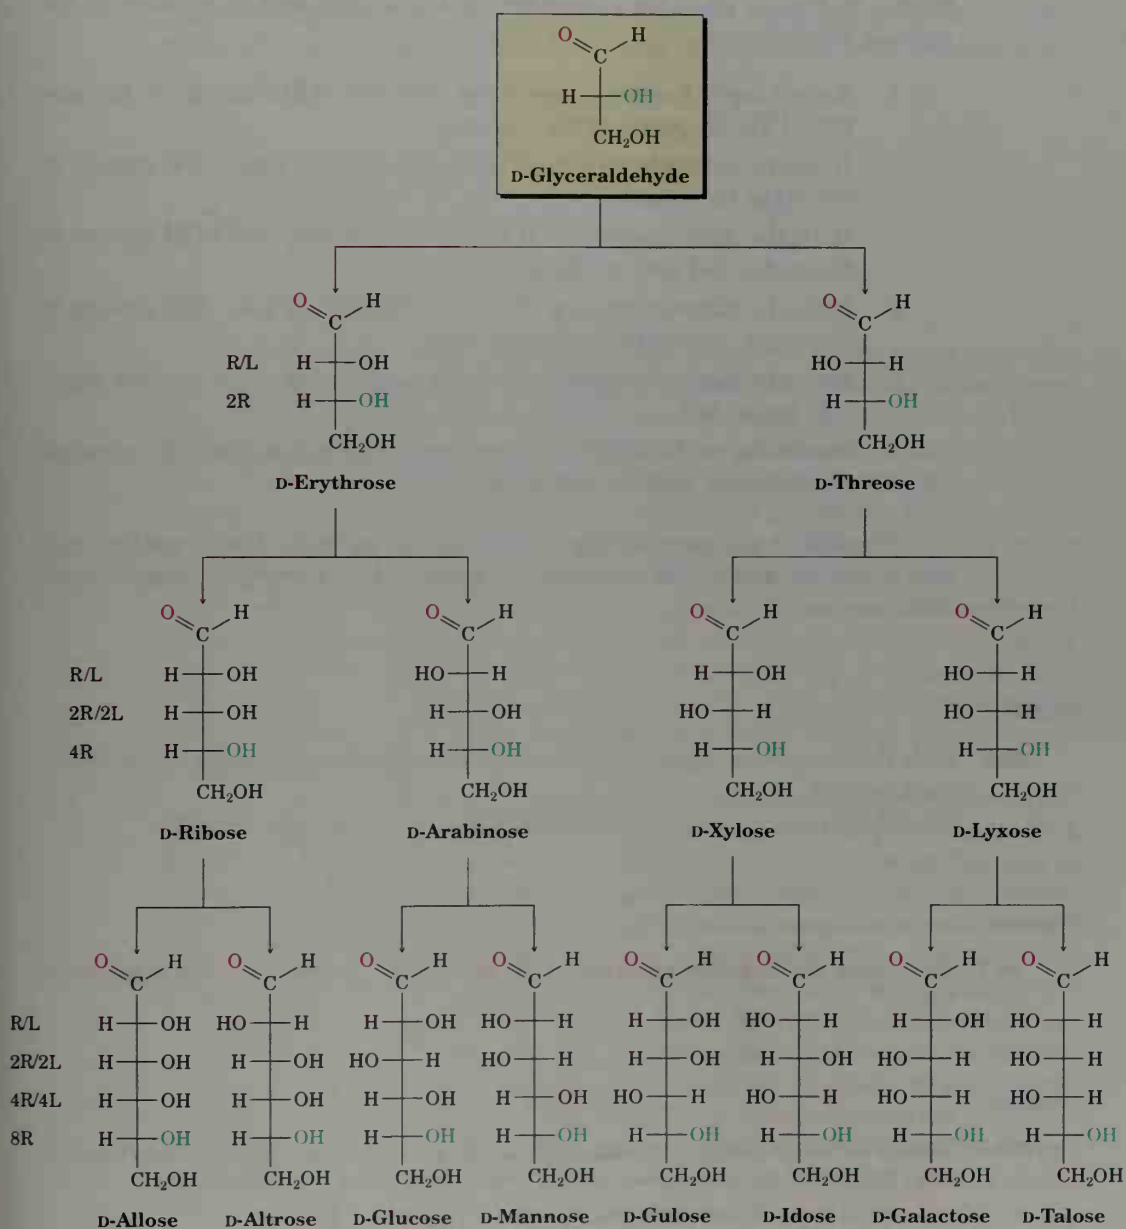 O H
C
H OH
CH₂OH
D-Glyceraldehyde
O H O H
C C
R/L H OH HO H
2R H OH H OH
CH₂OH CH₂OH
D-Erythrose D-Threose
O H O H O H O H
C C C C
R/L H OH HO H H OH HO H
2R/2L H OH H OH HO H HO H
4R H OH H OH H OH H OH
CH₂OH CH₂OH CH₂OH CH₂OH
D-Ribose D-Arabinose D-Xylose D-Lyxose
O H O H O H O H O H O H O H O H
C C C C C C C C
R/L H OH HO H H OH HO H H OH HO H H OH HO H
2R/2L H OH H OH HO H HO H H OH H OH HO H HO H
4R/4L H OH H OH H OH H OH HO H HO H HO H HO H
8R H OH H OH H OH H OH H OH H OH H OH H OH
CH₂OH CH₂OH CH₂OH CH₂OH CH₂OH CH₂OH CH₂OH CH₂OH
D-Allose D-Altrose D-Glucose D-Mannose D-Gulose D-Idose D-Galactose D-Talose